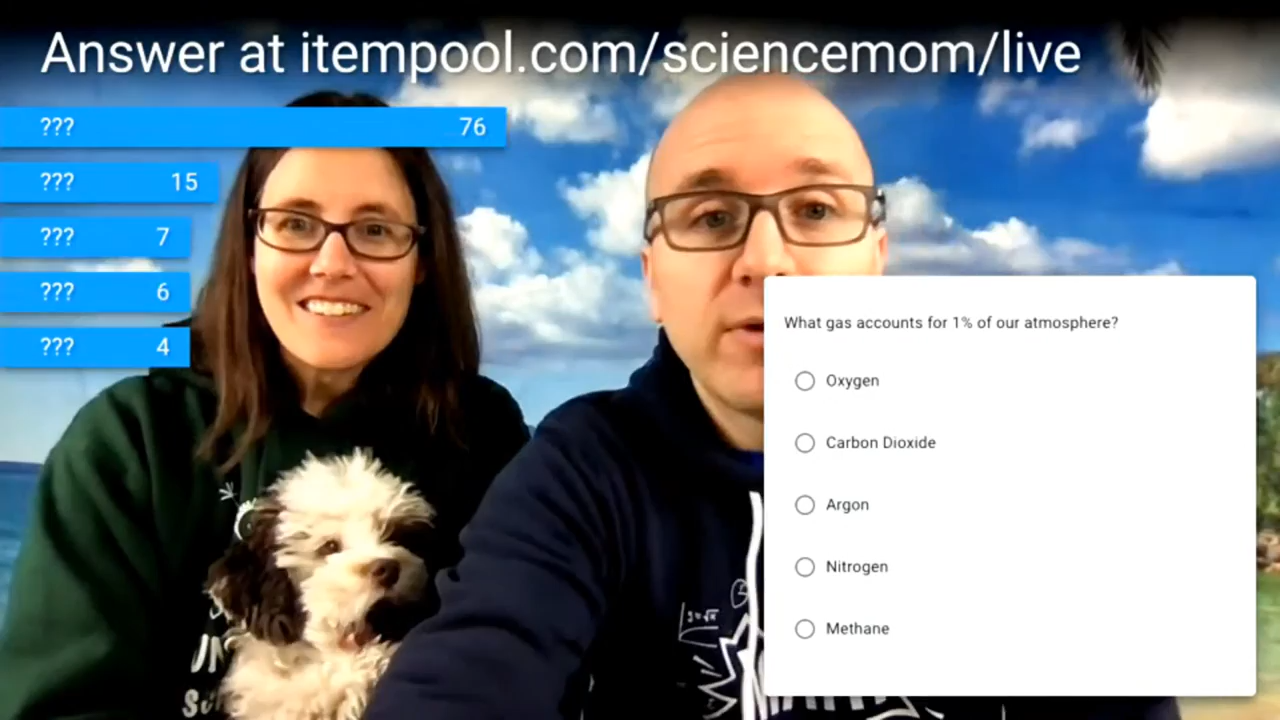 Answer at itempool.com/sciencemom/live
??? 76
??? 15
??? 7
??? 6
??? 4
What gas accounts for 1% of our atmosphere?
Oxygen
Carbon Dioxide
Argon
Nitrogen
Methane